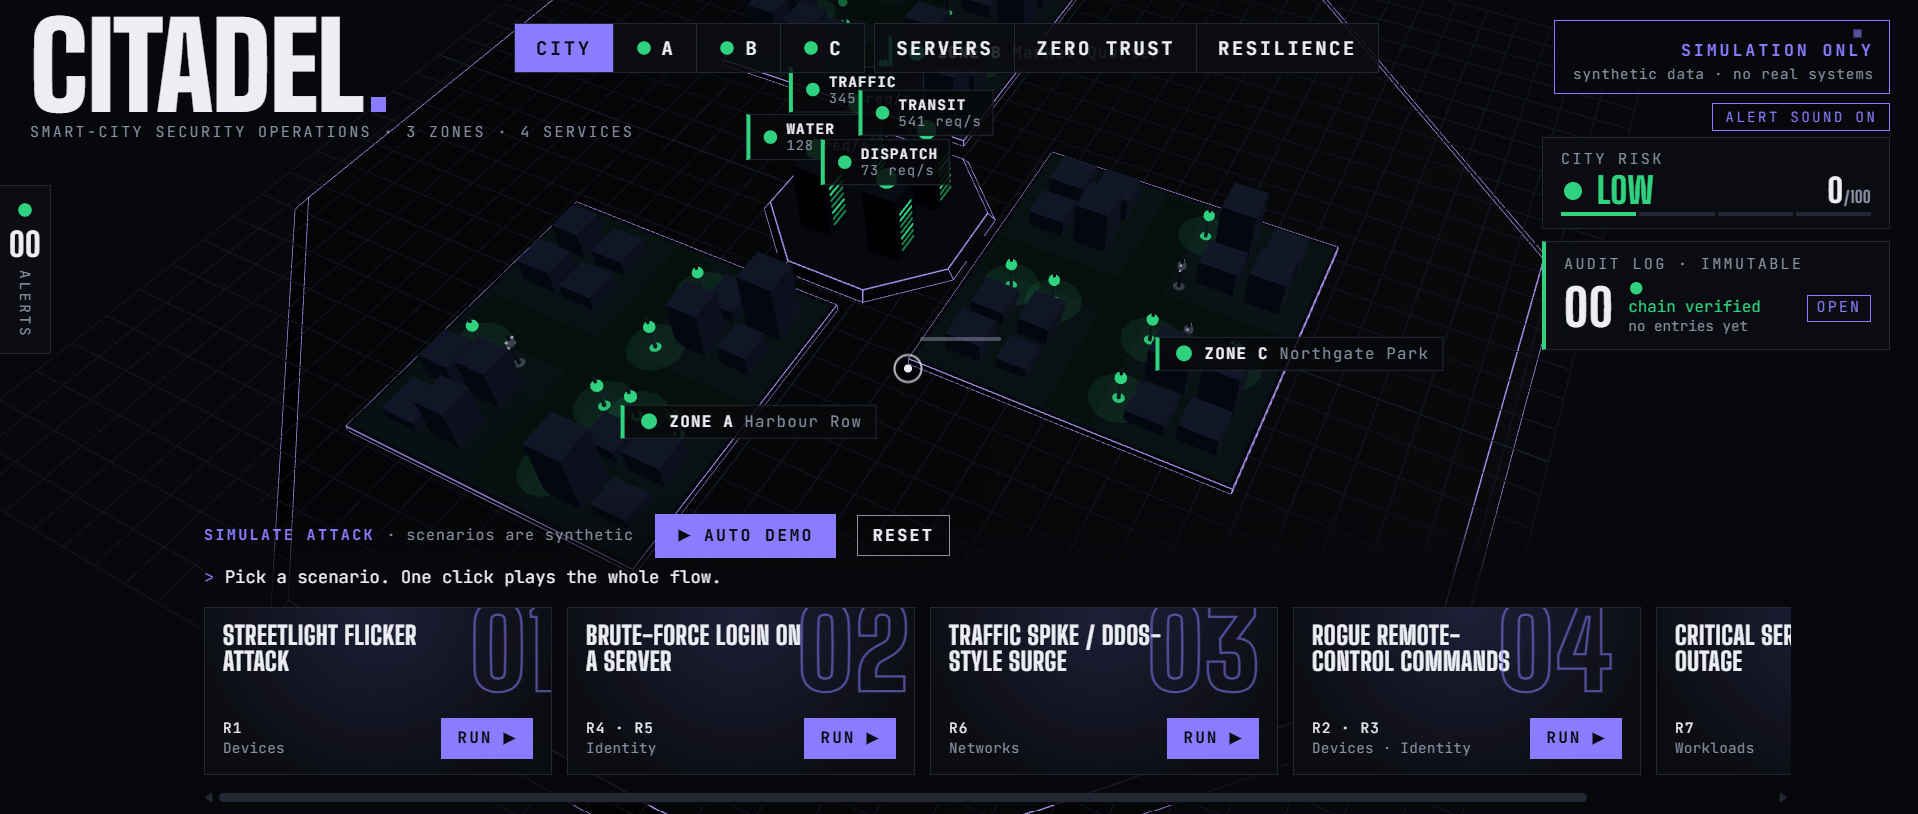 CITADEL.
SMART-CITY SECURITY OPERATIONS · 3 ZONES · 4 SERVICES
CITY
A
B
C
SERVERS
ZERO TRUST
RESILIENCE
SIMULATION ONLY
synthetic data · no real systems
ALERT SOUND ON
CITY RISK
LOW
0/100
AUDIT LOG · IMMUTABLE
00
chain verified
no entries yet
OPEN
00
ALERTS
TRAFFIC
345
TRANSIT
541 req/s
WATER
128
DISPATCH
73 req/s
ZONE C Northgate Park
ZONE A Harbour Row
SIMULATE ATTACK · scenarios are synthetic
▶ AUTO DEMO
RESET
> Pick a scenario. One click plays the whole flow.
STREETLIGHT FLICKER
ATTACK
01
R1
Devices
RUN ▶
BRUTE-FORCE LOGIN ON
A SERVER
02
R4 · R5
Identity
RUN ▶
TRAFFIC SPIKE / DDOS-
STYLE SURGE
03
R6
Networks
RUN ▶
ROGUE REMOTE-
CONTROL COMMANDS
04
R2 · R3
Devices · Identity
RUN ▶
CRITICAL SER
OUTAGE
R7
Workloads